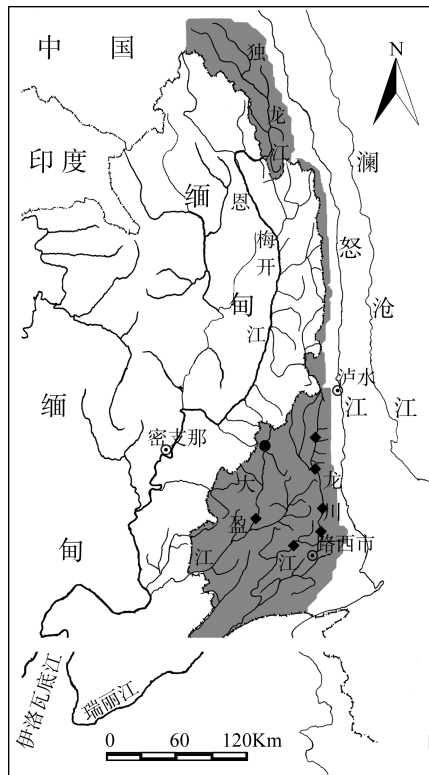 中国
N
独龙江
印度
缅甸
恩梅开江
澜沧江
怒江
泸水
缅甸
密支那
大盈江
龙川江
路西市
伊洛瓦底江
瑞丽江
0 60 120Km